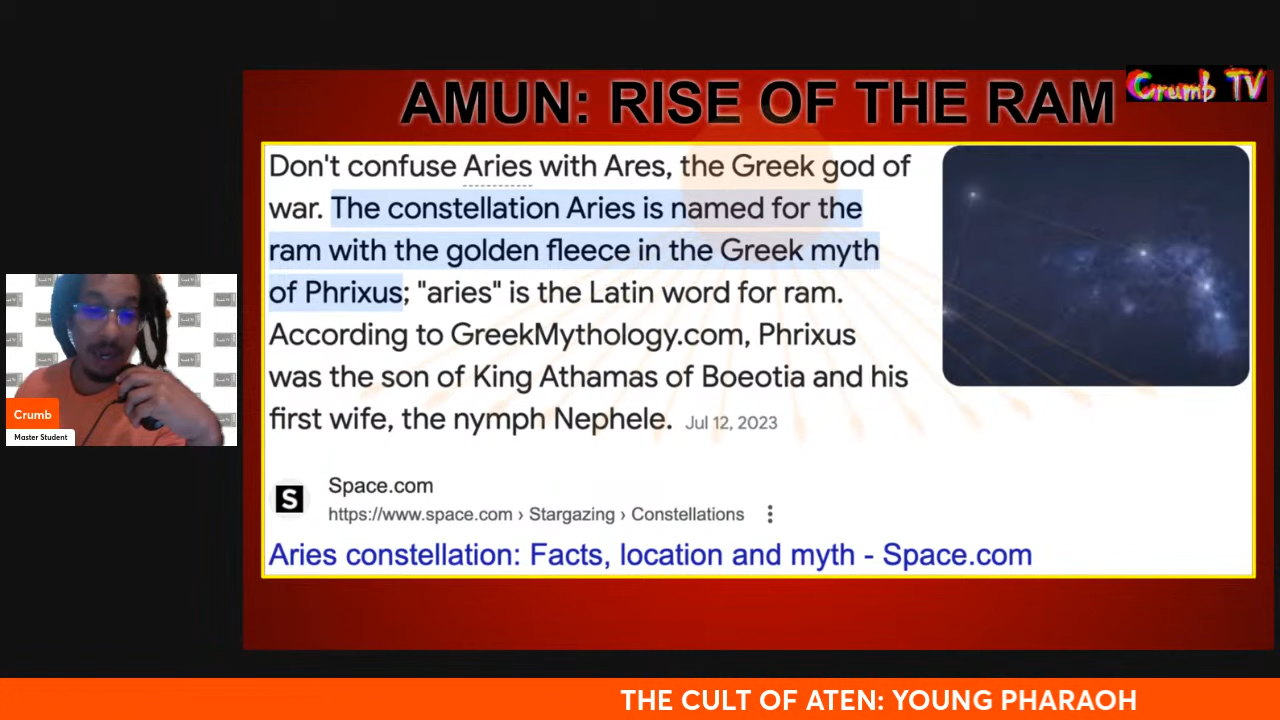 AMUN: RISE OF THE RAM
Crumb TV
Don't confuse Aries with Ares, the Greek god of
war. The constellation Aries is named for the
ram with the golden fleece in the Greek myth
of Phrixus; "aries" is the Latin word for ram.
According to GreekMythology.com, Phrixus
was the son of King Athamas of Boeotia and his
first wife, the nymph Nephele. Jul 12, 2023
S
Space.com
https://www.space.com › Stargazing › Constellations
Aries constellation: Facts, location and myth - Space.com
Crumb
Master Student
THE CULT OF ATEN: YOUNG PHARAOH